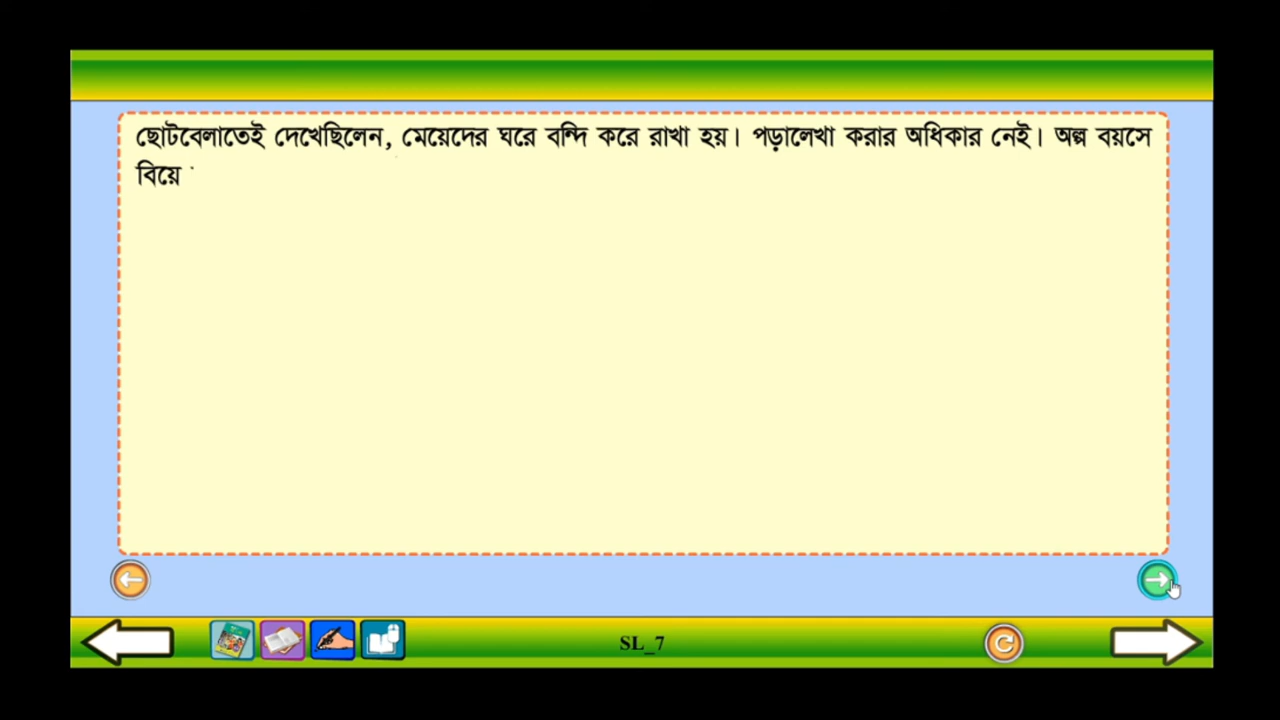 ছোটবেলাতেই দেখেছিলেন, মেয়েদের ঘরে বন্দি করে রাখা হয়। পড়ালেখা করার অধিকার নেই। অল্প বয়সে
বিয়ে
SL_7